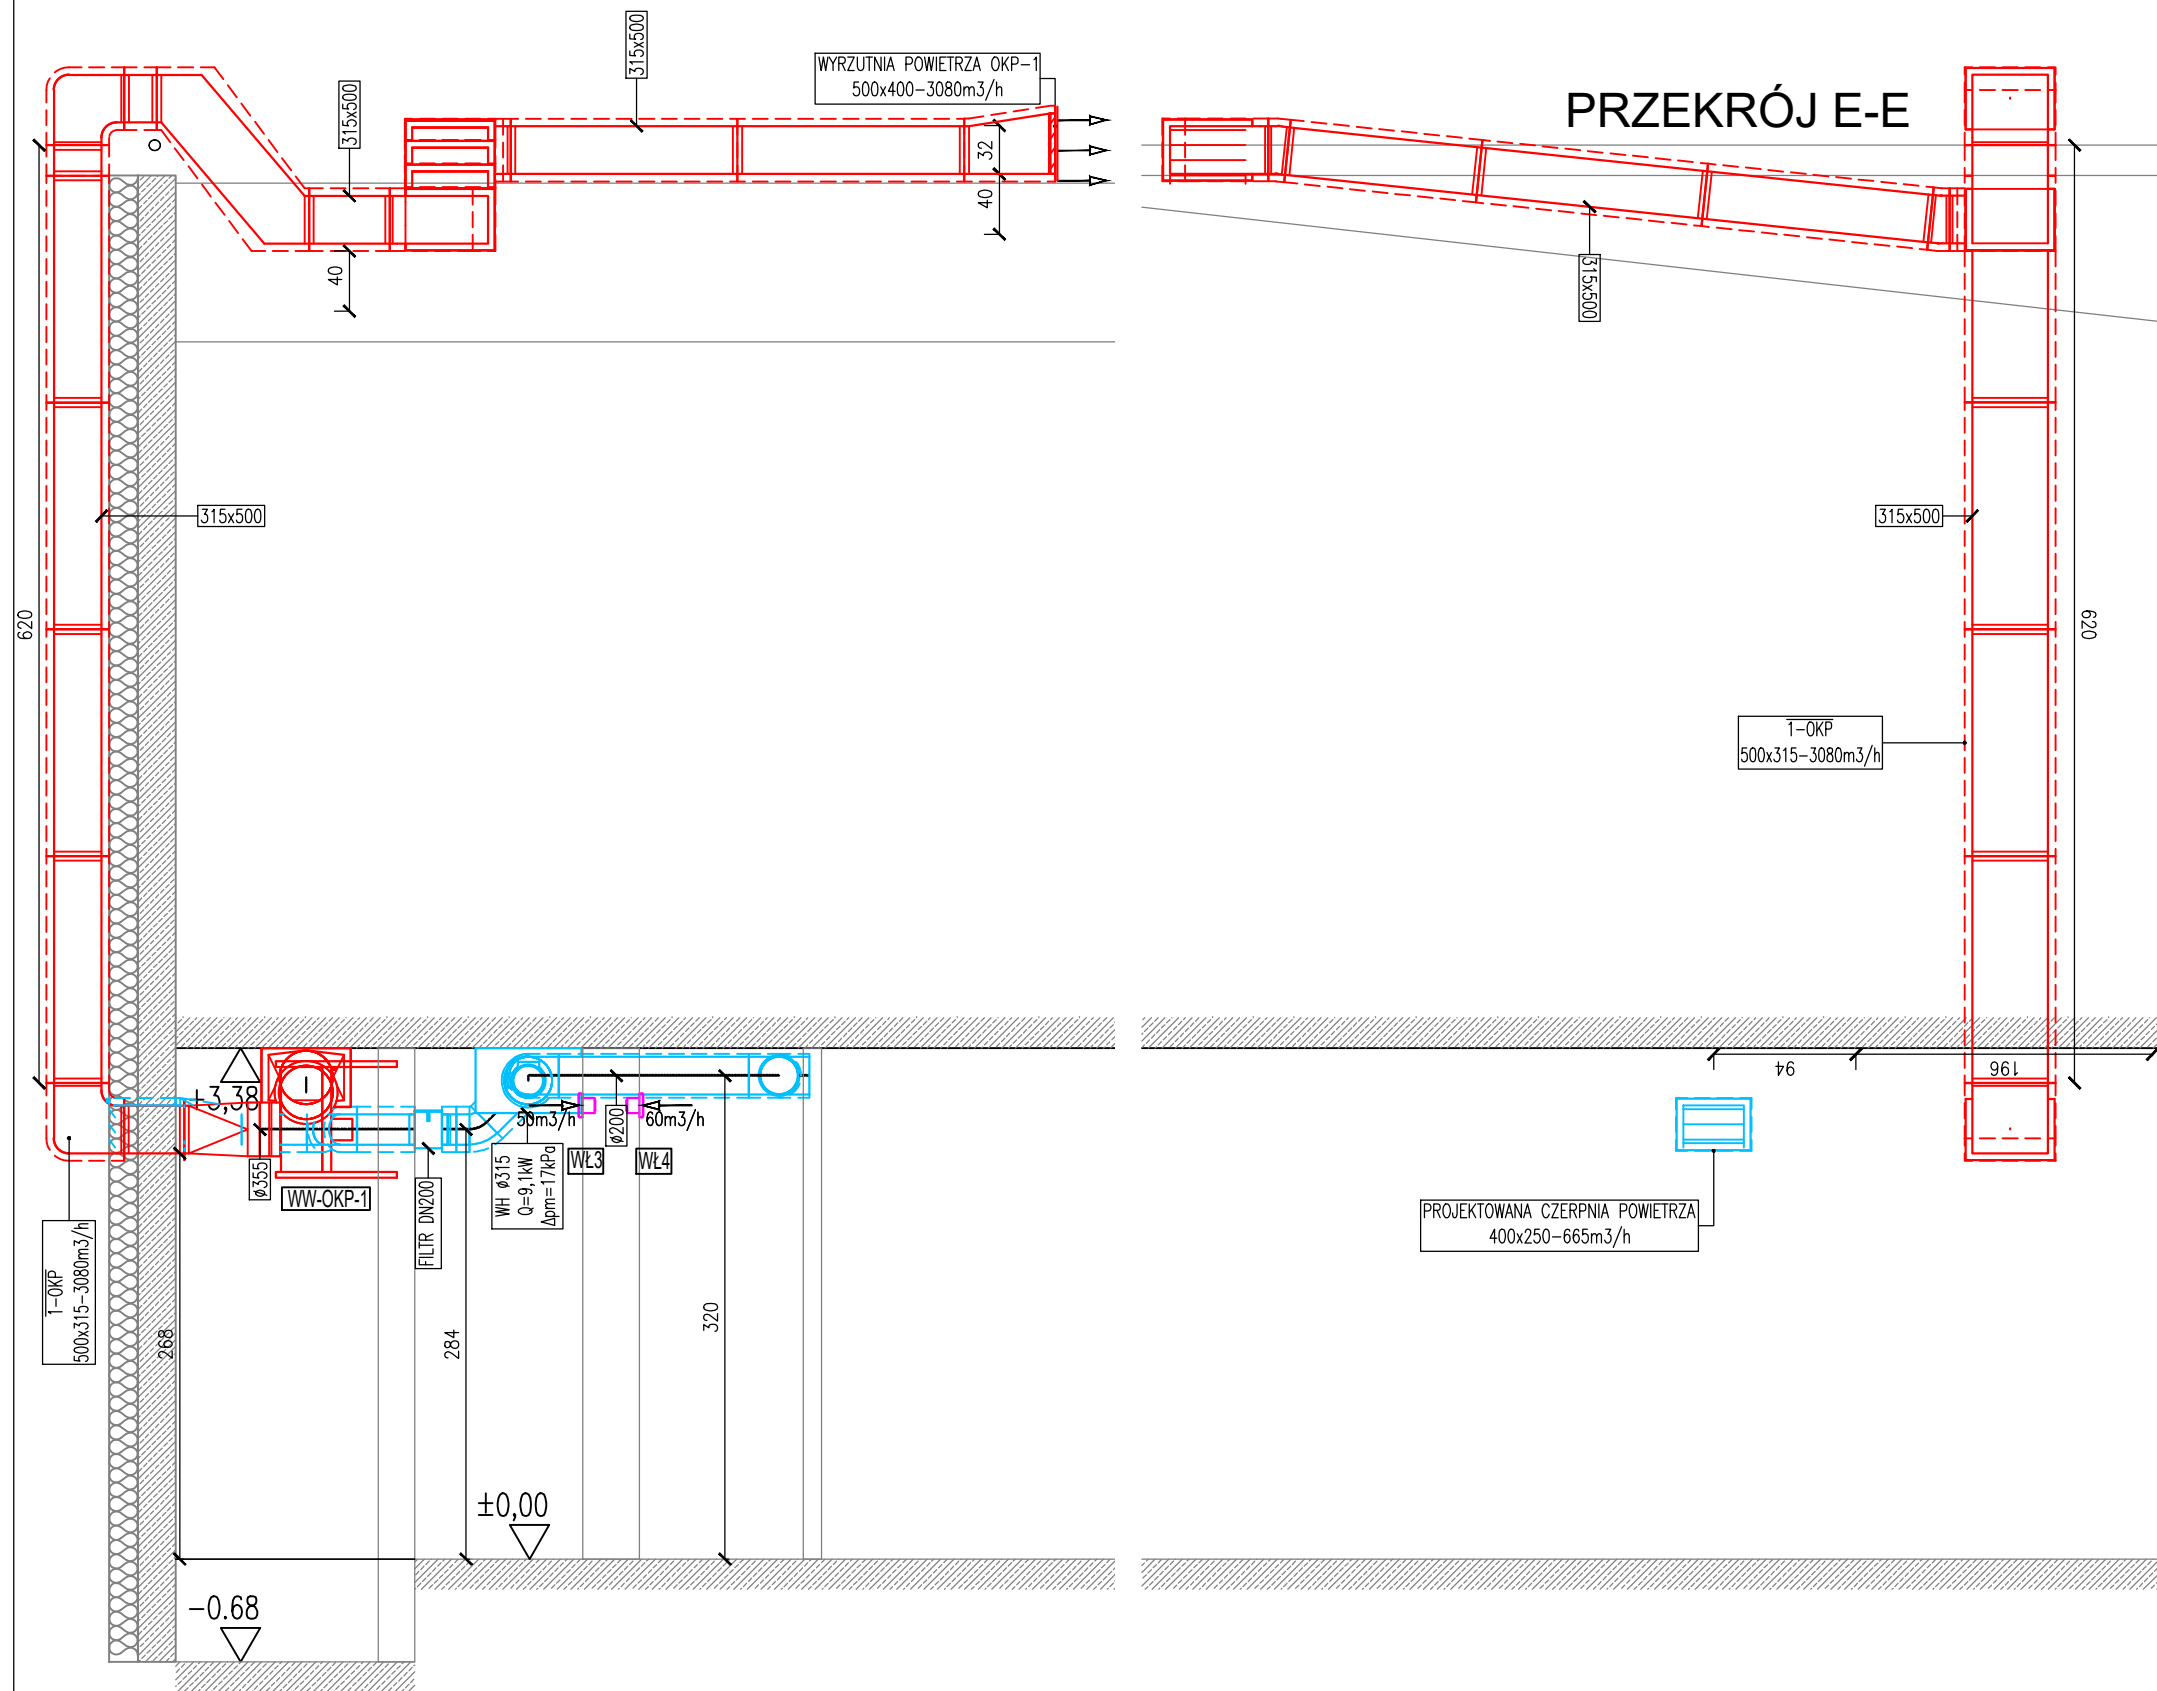 315x500
WYRZUTNIA POWIETRZA OKP-1
500x400-3080m3/h
PRZEKRÓJ E-E
315x500
32
40
40
315x500
315x500
315x500
620
620
1-OKP
500x315-3080m3/h
94
196
+3,38
50m3/h
ø200
60m3/h
ø355
WW-OKP-1
FILTR DN200
WH ø315
Q=9,1kW
Δpm=17kPa
WŁ3
WŁ4
PROJEKTOWANA CZERPNIA POWIETRZA
400x250-665m3/h
1-OKP
500x315-3080m3/h
268
284
320
±0,00
-0.68